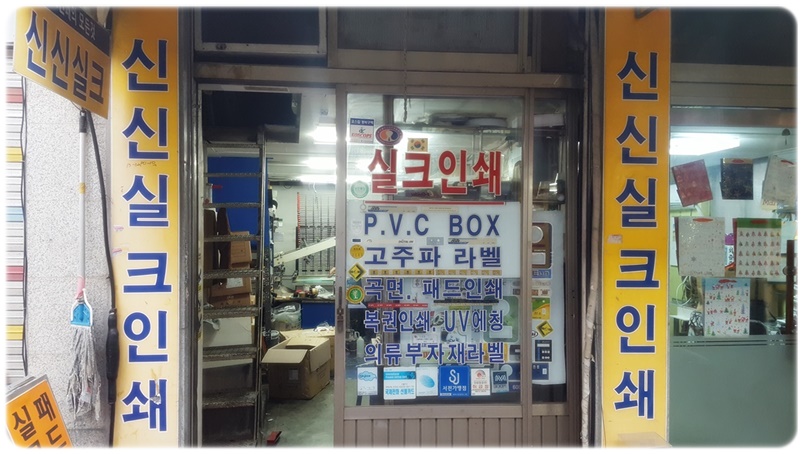 신신실크
신신실크인쇄
실크인쇄
P.V.C BOX
고주파 라벨
곡면, 패드인쇄
복권인쇄, UV에칭
의류부자재라벨
신신실크인쇄
패드
실크